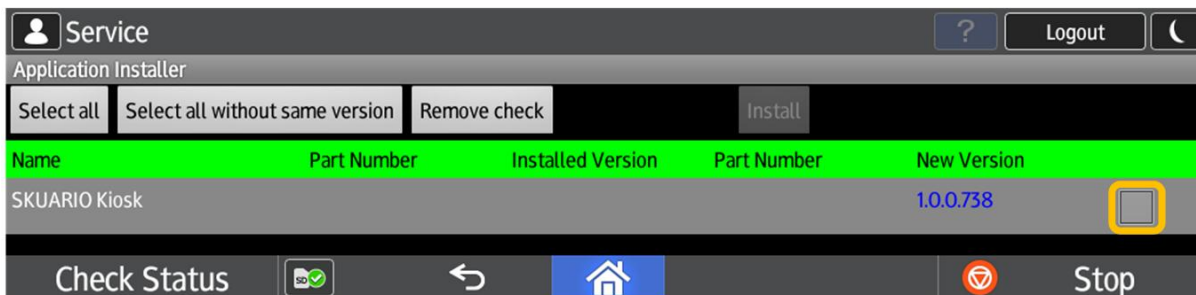 Service ? Logout
Application Installer
Select all Select all without same version Remove check Install
Name Part Number Installed Version Part Number New Version
SKUARIO Kiosk 1.0.0.738
Check Status SD Stop